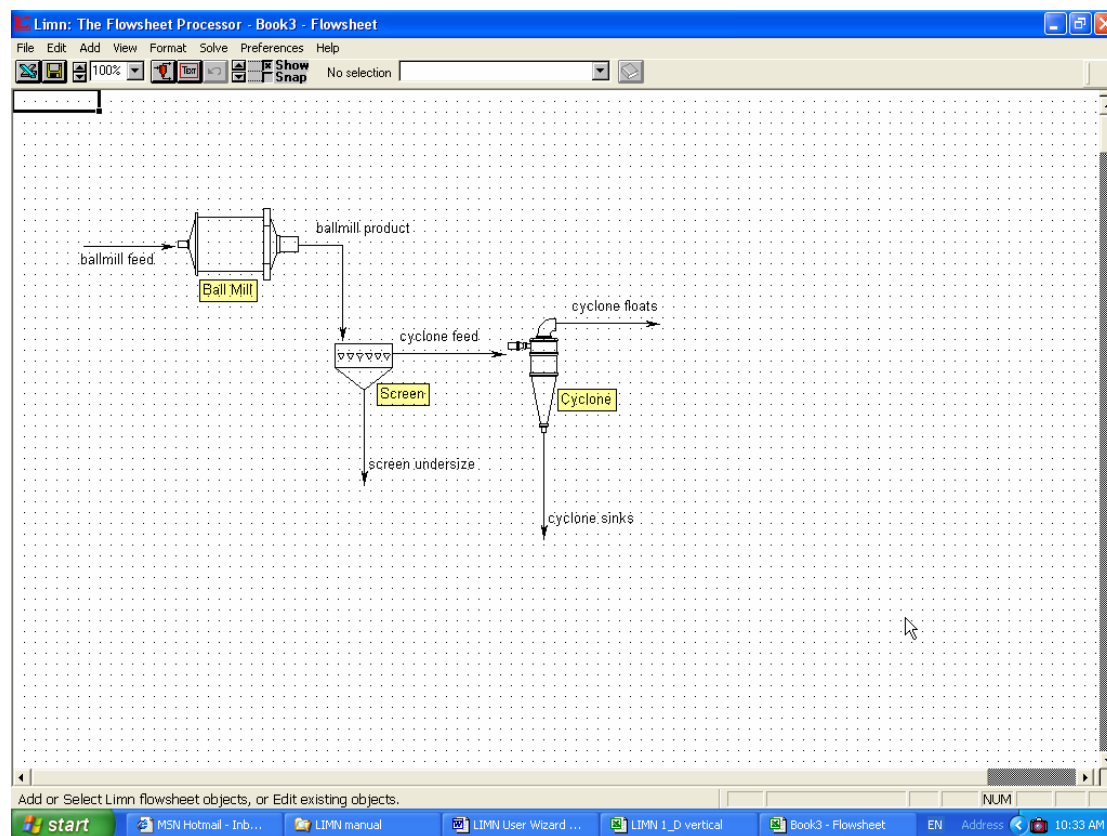 Limn: The Flowsheet Processor - Book3 - Flowsheet
File Edit Add View Format Solve Preferences Help
100% Text Show Snap No selection
ballmill product
ballmill feed
Ball Mill
cyclone floats
cyclone feed
Screen
Cyclone
screen undersize
cyclone sinks
Add or Select Limn flowsheet objects, or Edit existing objects. NUM
start MSN Hotmail - Inb... LIMN manual LIMN User Wizard ... LIMN 1_D vertical Book3 - Flowsheet EN Address 10:33 AM